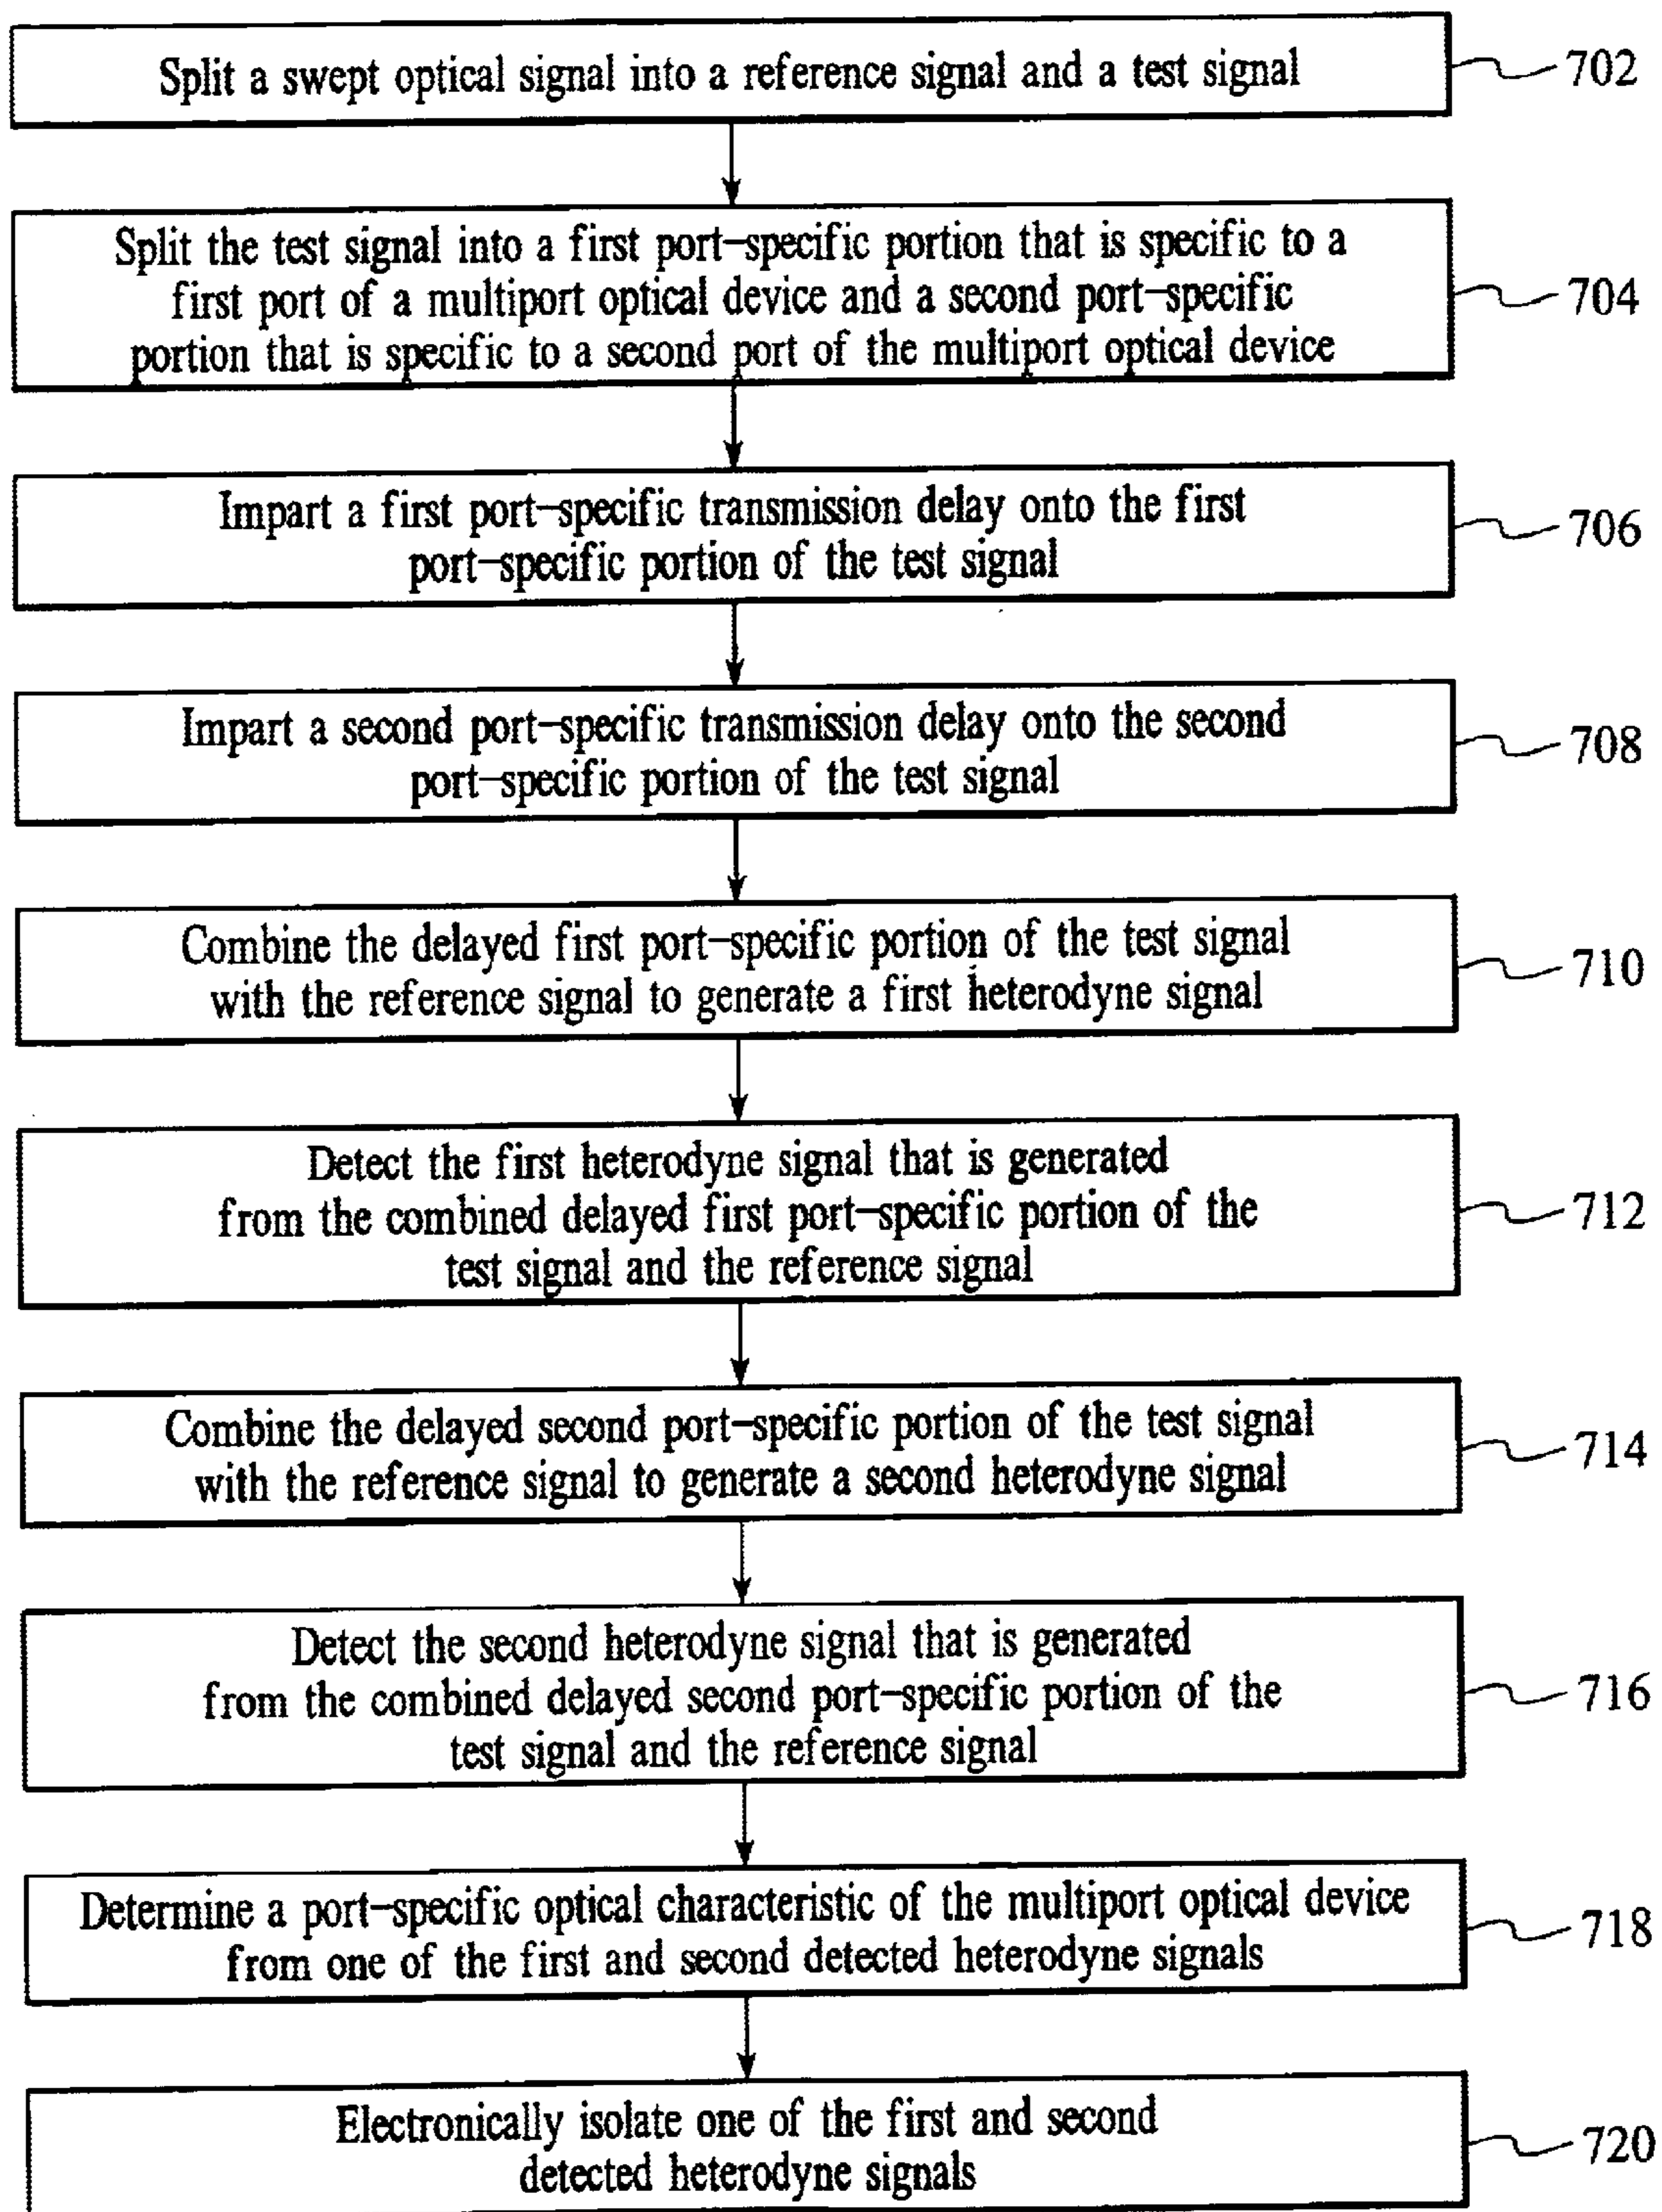 Split a swept optical signal into a reference signal and a test signal
702
Split the test signal into a first port-specific portion that is specific to a
first port of a multiport optical device and a second port-specific
portion that is specific to a second port of the multiport optical device
704
Impart a first port-specific transmission delay onto the first
port-specific portion of the test signal
706
Impart a second port-specific transmission delay onto the second
port-specific portion of the test signal
708
Combine the delayed first port-specific portion of the test signal
with the reference signal to generate a first heterodyne signal
710
Detect the first heterodyne signal that is generated
from the combined delayed first port-specific portion of the
test signal and the reference signal
712
Combine the delayed second port-specific portion of the test signal
with the reference signal to generate a second heterodyne signal
714
Detect the second heterodyne signal that is generated
from the combined delayed second port-specific portion of the
test signal and the reference signal
716
Determine a port-specific optical characteristic of the multiport optical device
from one of the first and second detected heterodyne signals
718
Electronically isolate one of the first and second
detected heterodyne signals
720